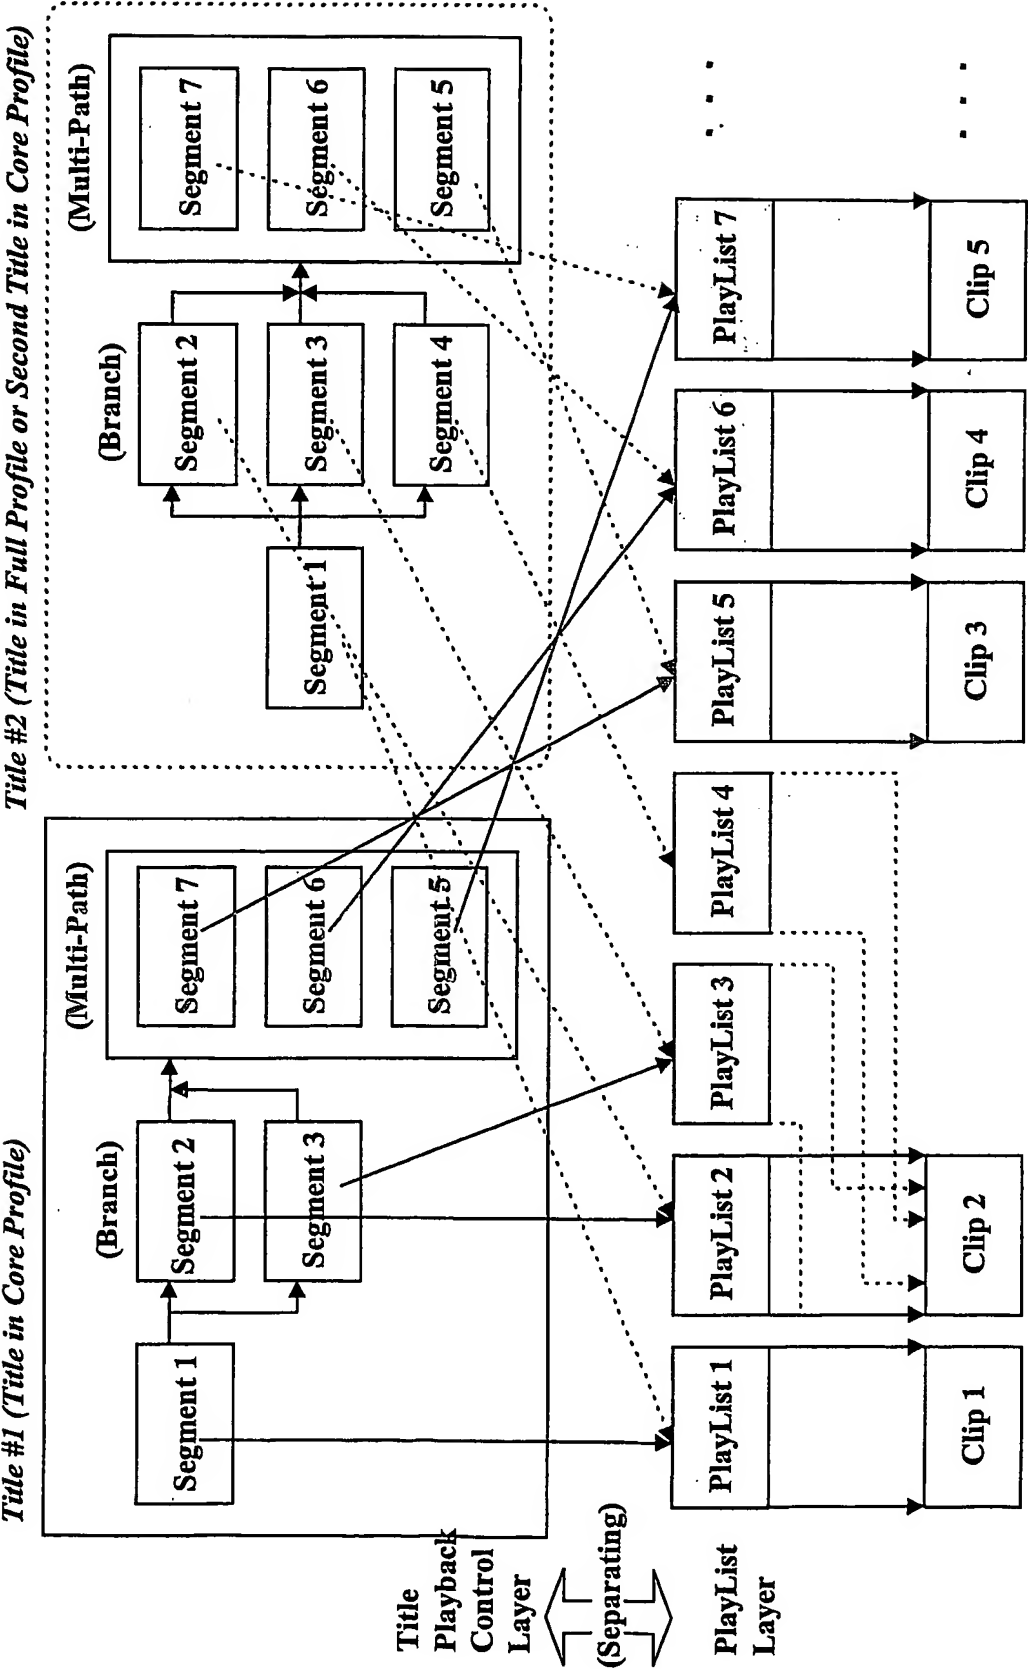 Title #1 (Title in Core Profile)
Title #2 (Title in Full Profile or Second Title in Core Profile)
(Branch)
(Multi-Path)
Segment 1
Segment 2
Segment 3
Segment 7
Segment 6
Segment 5
(Branch)
(Multi-Path)
Segment 1
Segment 2
Segment 3
Segment 4
Segment 7
Segment 6
Segment 5
Title
Playback
Control
Layer
(Separating)
PlayList
Layer
PlayList 1
PlayList 2
PlayList 3
PlayList 4
PlayList 5
PlayList 6
PlayList 7
Clip 1
Clip 2
Clip 3
Clip 4
Clip 5